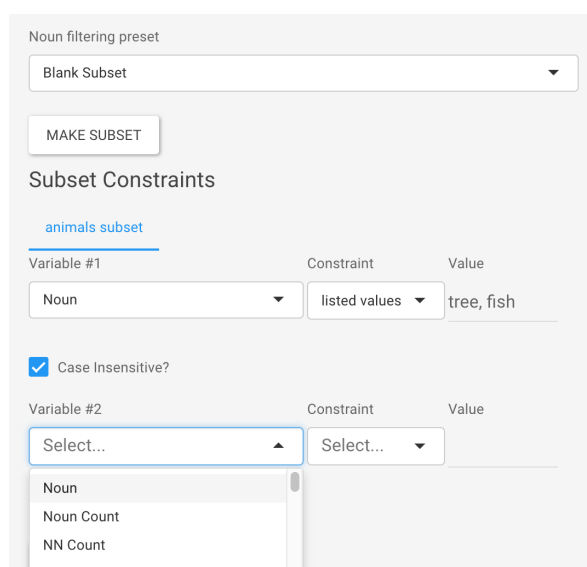 Noun filtering preset
Blank Subset
MAKE SUBSET
Subset Constraints
animals subset
Variable #1 Constraint Value
Noun listed values tree, fish
Case Insensitive?
Variable #2 Constraint Value
Select... Select...
Noun
Noun Count
NN Count